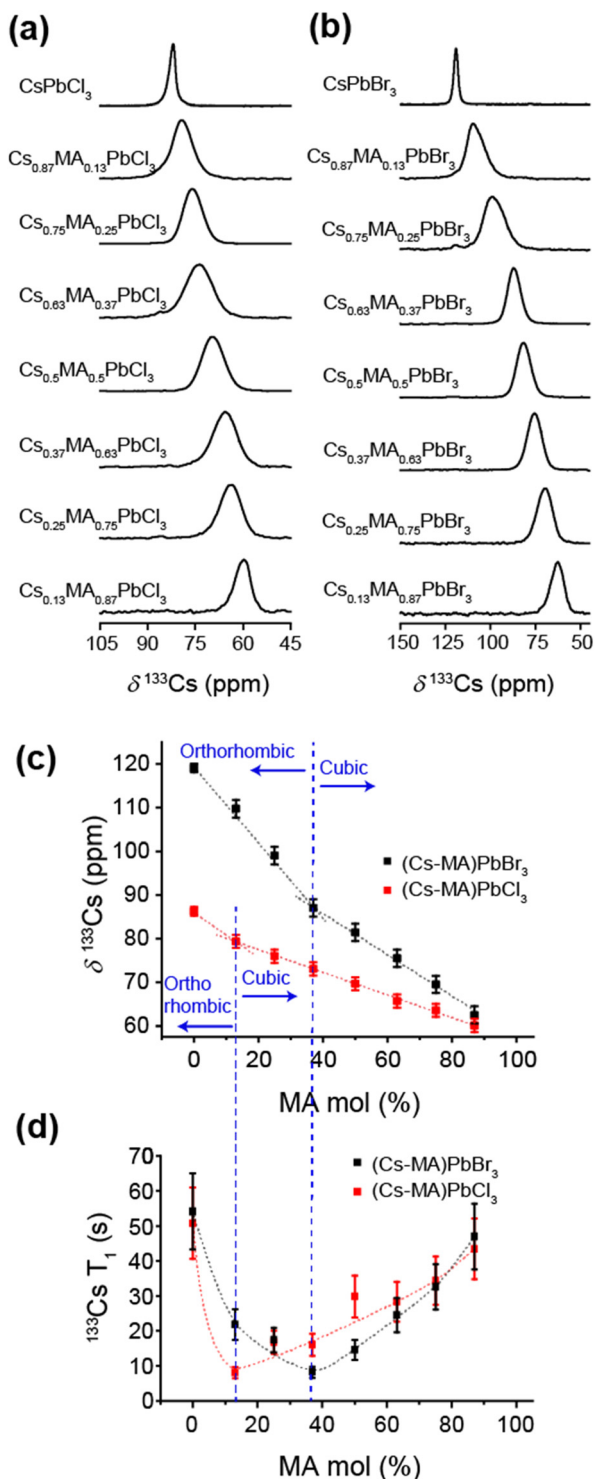 (a)
CsPbCl₃
Cs₀.₈₇MA₀.₁₃PbCl₃
Cs₀.₇₅MA₀.₂₅PbCl₃
Cs₀.₆₃MA₀.₃₇PbCl₃
Cs₀.₅MA₀.₅PbCl₃
Cs₀.₃₇MA₀.₆₃PbCl₃
Cs₀.₂₅MA₀.₇₅PbCl₃
Cs₀.₁₃MA₀.₈₇PbCl₃
105 90 75 60 45
δ ¹³³Cs (ppm)
(b)
CsPbBr₃
Cs₀.₈₇MA₀.₁₃PbBr₃
Cs₀.₇₅MA₀.₂₅PbBr₃
Cs₀.₆₃MA₀.₃₇PbBr₃
Cs₀.₅MA₀.₅PbBr₃
Cs₀.₃₇MA₀.₆₃PbBr₃
Cs₀.₂₅MA₀.₇₅PbBr₃
Cs₀.₁₃MA₀.₈₇PbBr₃
150 125 100 75 50
δ ¹³³Cs (ppm)
(c)
Orthorhombic
Cubic
(Cs-MA)PbBr₃
(Cs-MA)PbCl₃
Ortho
rhombic
Cubic
δ ¹³³Cs (ppm)
120
110
100
90
80
70
60
0 20 40 60 80 100
MA mol (%)
(d)
(Cs-MA)PbBr₃
(Cs-MA)PbCl₃
¹³³Cs T₁ (s)
70
60
50
40
30
20
10
0
0 20 40 60 80 100
MA mol (%)